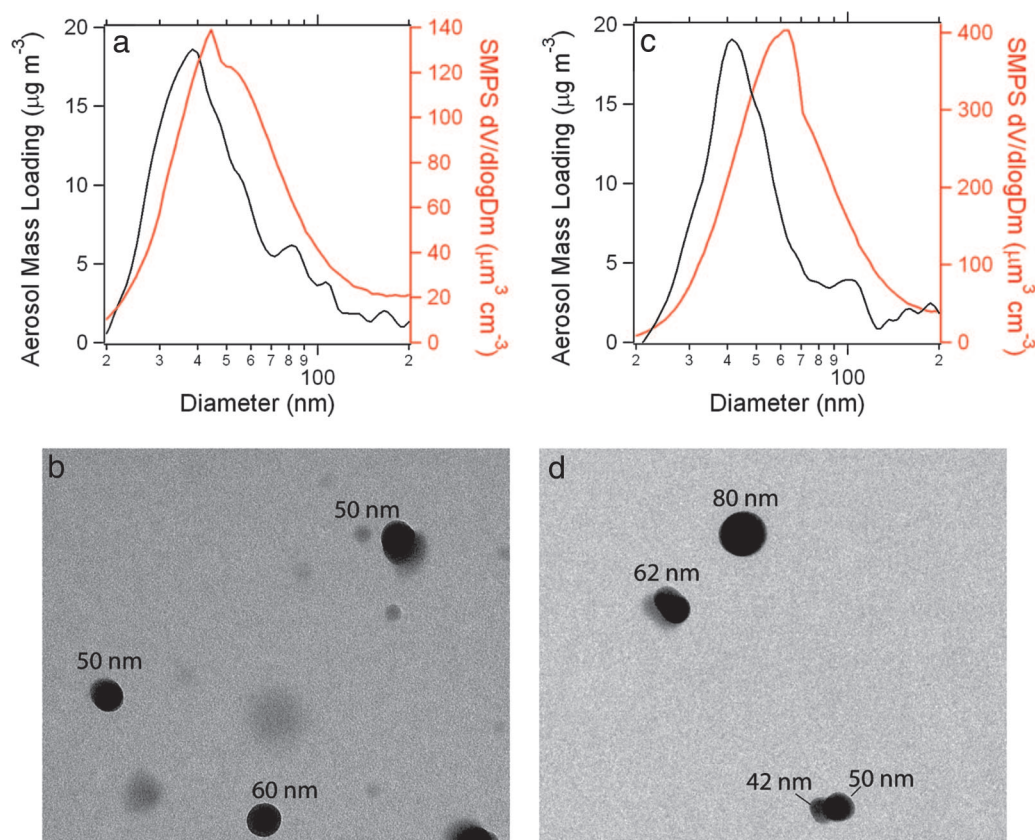 a
Aerosol Mass Loading (µg m⁻³)
20
15
10
5
0
SMPS dV/dlogDm (µm³ cm⁻³)
140
120
100
80
60
40
20
0
2 3 4 5 6 7 8 9 100 2
Diameter (nm)
c
Aerosol Mass Loading (µg m⁻³)
20
15
10
5
0
SMPS dV/dlogDm (µm³ cm⁻³)
400
300
200
100
0
2 3 4 5 6 7 8 9 100 2
Diameter (nm)
b
50 nm
50 nm
60 nm
d
80 nm
62 nm
42 nm
50 nm